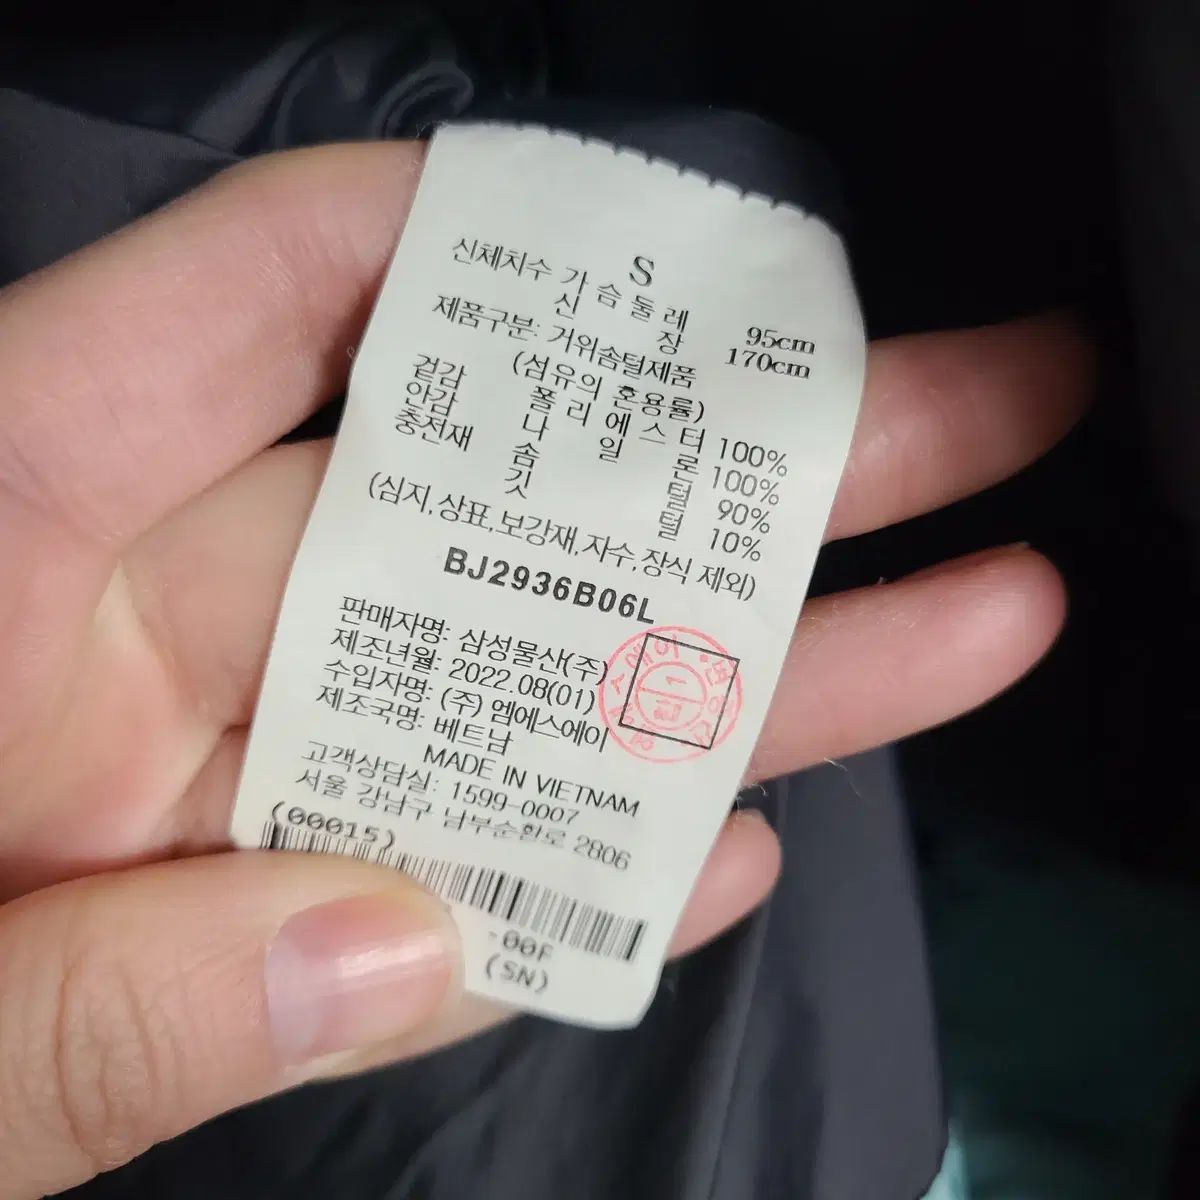 S
신체치수 가슴둘레 95cm
신장 170cm
제품구분: 거위솜털제품
(섬유의 혼용률)
겉감 폴리에스터 100%
안감 나일론 100%
충전재 솜털 90%
깃털 10%
(심지,상표,보강재,자수,장식 제외)
BJ2936B06L
판매자명: 삼성물산(주)
제조년월: 2022.08(01)
수입자명: (주) 엠에스에이
제조국명: 베트남
MADE IN VIETNAM
고객상담실: 1599-0007
서울 강남구 남부순환로 2806
(00015)
-00F
(SN)